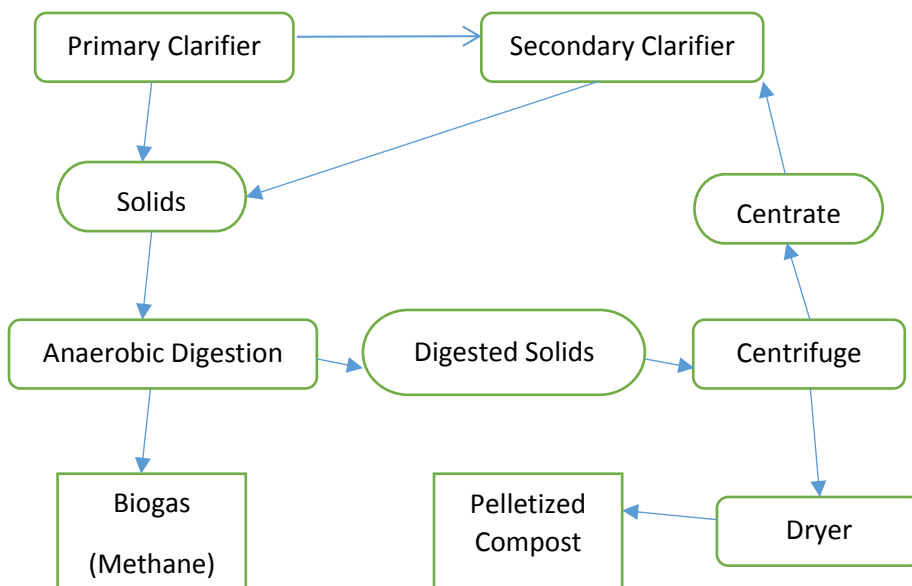 Primary Clarifier
Secondary Clarifier
Solids
Centrate
Anaerobic Digestion
Digested Solids
Centrifuge
Biogas
(Methane)
Pelletized
Compost
Dryer